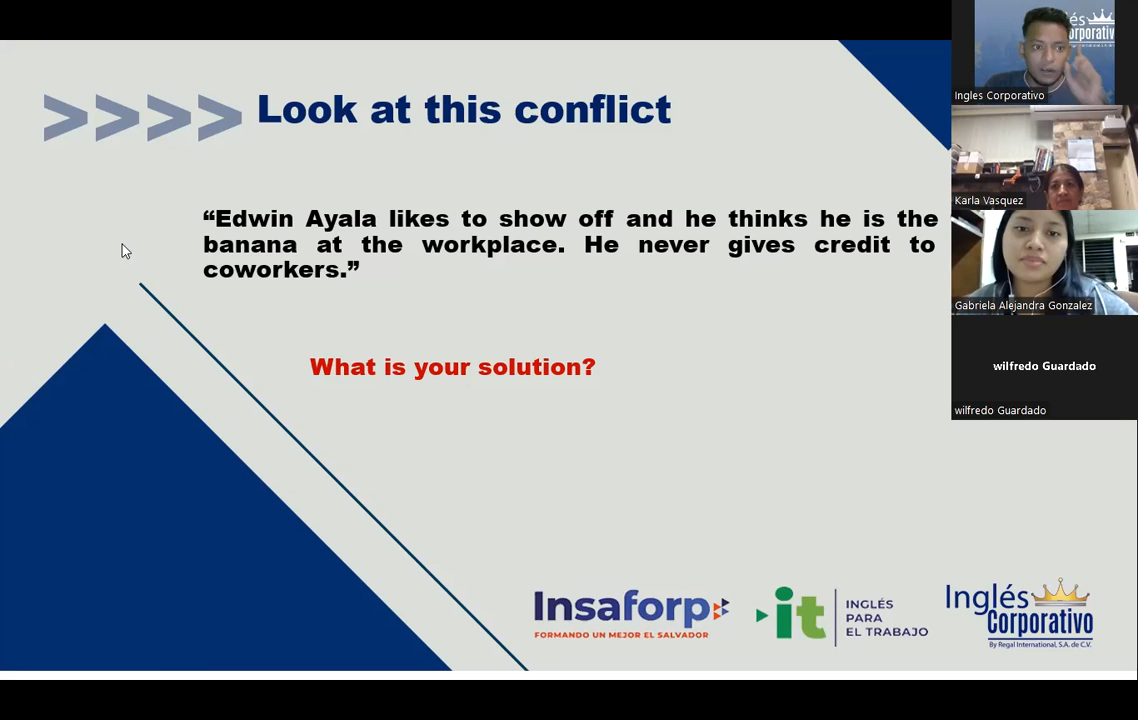 >>>> Look at this conflict
“Edwin Ayala likes to show off and he thinks he is the
banana at the workplace. He never gives credit to
coworkers.”
What is your solution?
Insaforp
FORMANDO UN MEJOR EL SALVADOR
it
INGLÉS
PARA
EL TRABAJO
Inglés
Corporativo
By Regal International, S.A. de C.V.
és
orporativo
Ingles Corporativo
Karla Vasquez
Gabriela Alejandra Gonzalez
wilfredo Guardado
wilfredo Guardado